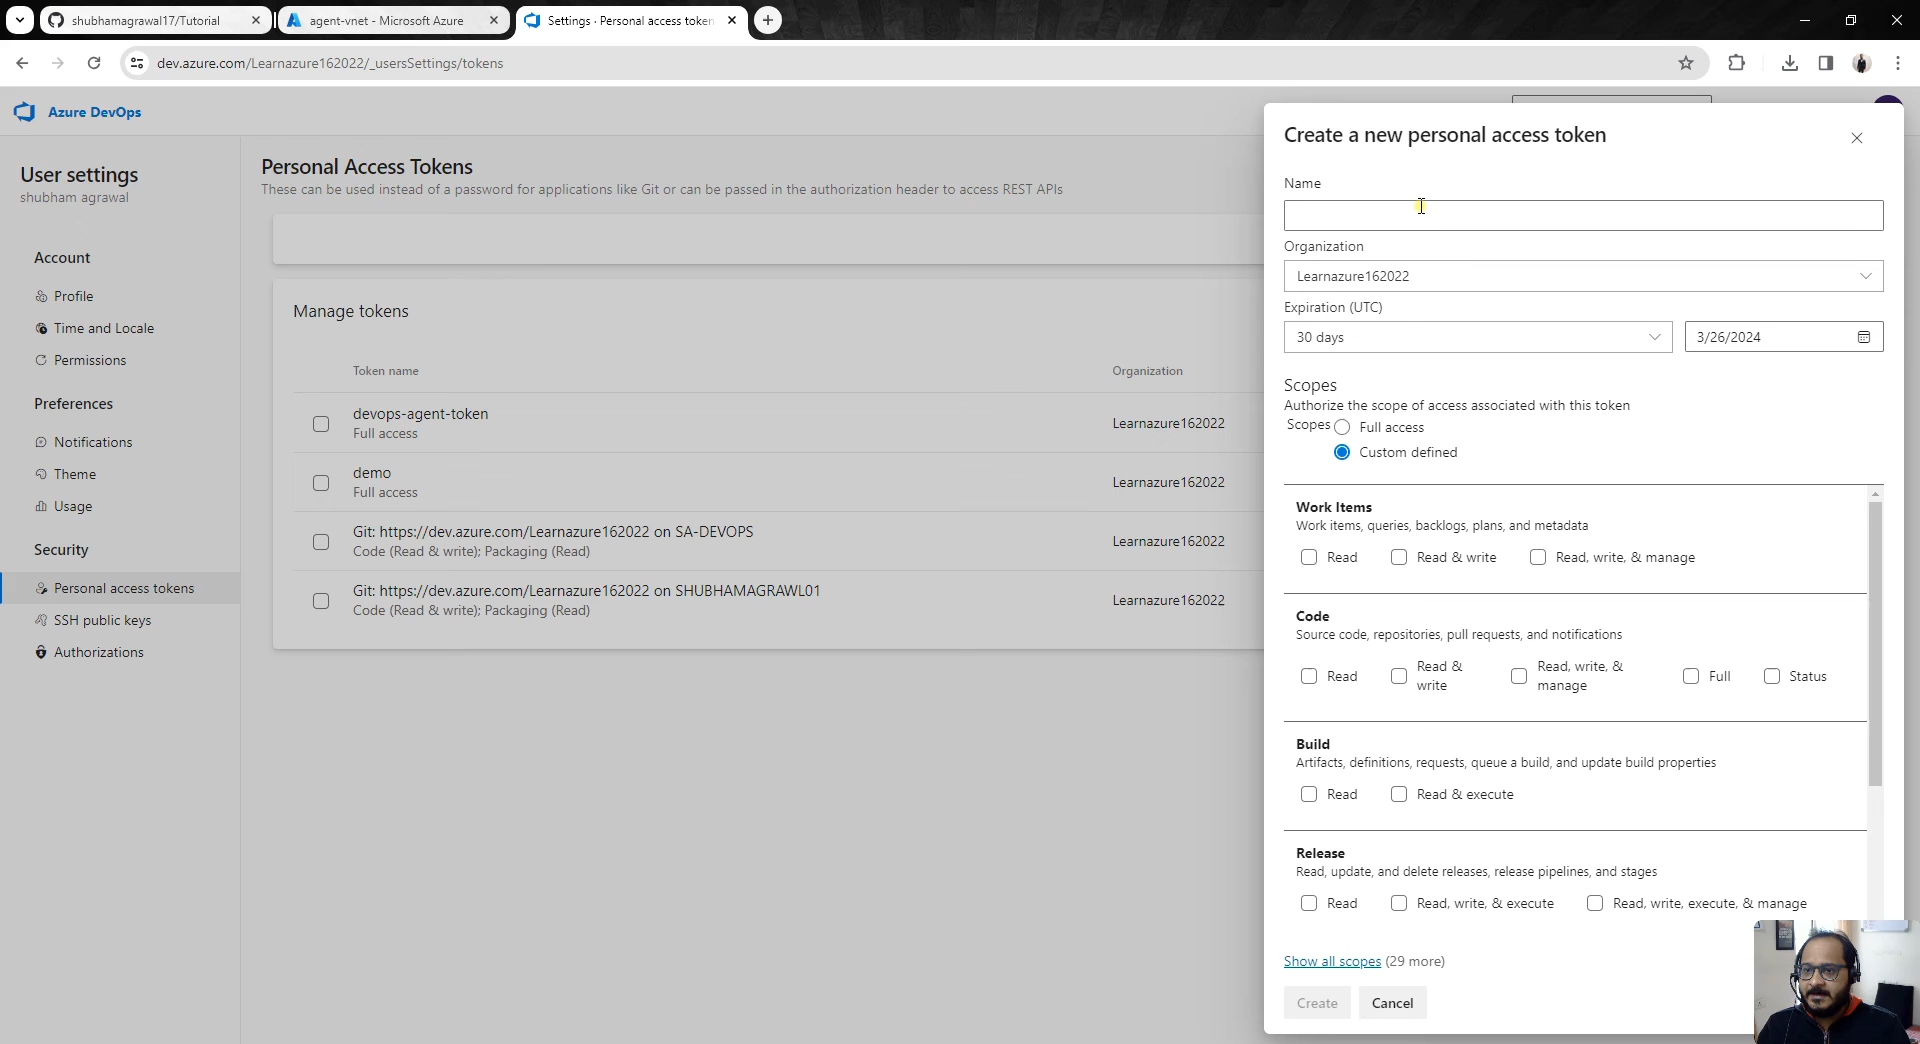 shubhamagrawal17/Tutorial
agent-vnet - Microsoft Azure
Settings · Personal access token
dev.azure.com/Learnazure162022/_usersSettings/tokens
Azure DevOps
User settings
shubham agrawal
Account
Profile
Time and Locale
Permissions
Preferences
Notifications
Theme
Usage
Security
Personal access tokens
SSH public keys
Authorizations
Personal Access Tokens
These can be used instead of a password for applications like Git or can be passed in the authorization header to access REST APIs
Manage tokens
Token name
Organization
devops-agent-token
Full access
Learnazure162022
demo
Full access
Learnazure162022
Git: https://dev.azure.com/Learnazure162022 on SA-DEVOPS
Code (Read & write); Packaging (Read)
Learnazure162022
Git: https://dev.azure.com/Learnazure162022 on SHUBHAMAGRAWL01
Code (Read & write); Packaging (Read)
Learnazure162022
Create a new personal access token
Name
Organization
Learnazure162022
Expiration (UTC)
30 days
3/26/2024
Scopes
Authorize the scope of access associated with this token
Scopes
Full access
Custom defined
Work Items
Work items, queries, backlogs, plans, and metadata
Read
Read & write
Read, write, & manage
Code
Source code, repositories, pull requests, and notifications
Read
Read &
write
Read, write, &
manage
Full
Status
Build
Artifacts, definitions, requests, queue a build, and update build properties
Read
Read & execute
Release
Read, update, and delete releases, release pipelines, and stages
Read
Read, write, & execute
Read, write, execute, & manage
Show all scopes (29 more)
Create
Cancel